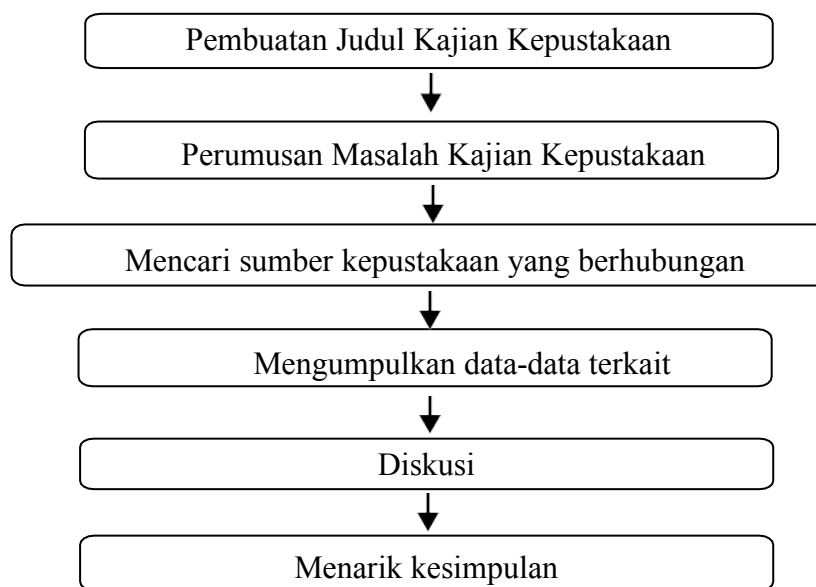 Pembuatan Judul Kajian Kepustakaan
Perumusan Masalah Kajian Kepustakaan
Mencari sumber kepustakaan yang berhubungan
Mengumpulkan data-data terkait
Diskusi
Menarik kesimpulan